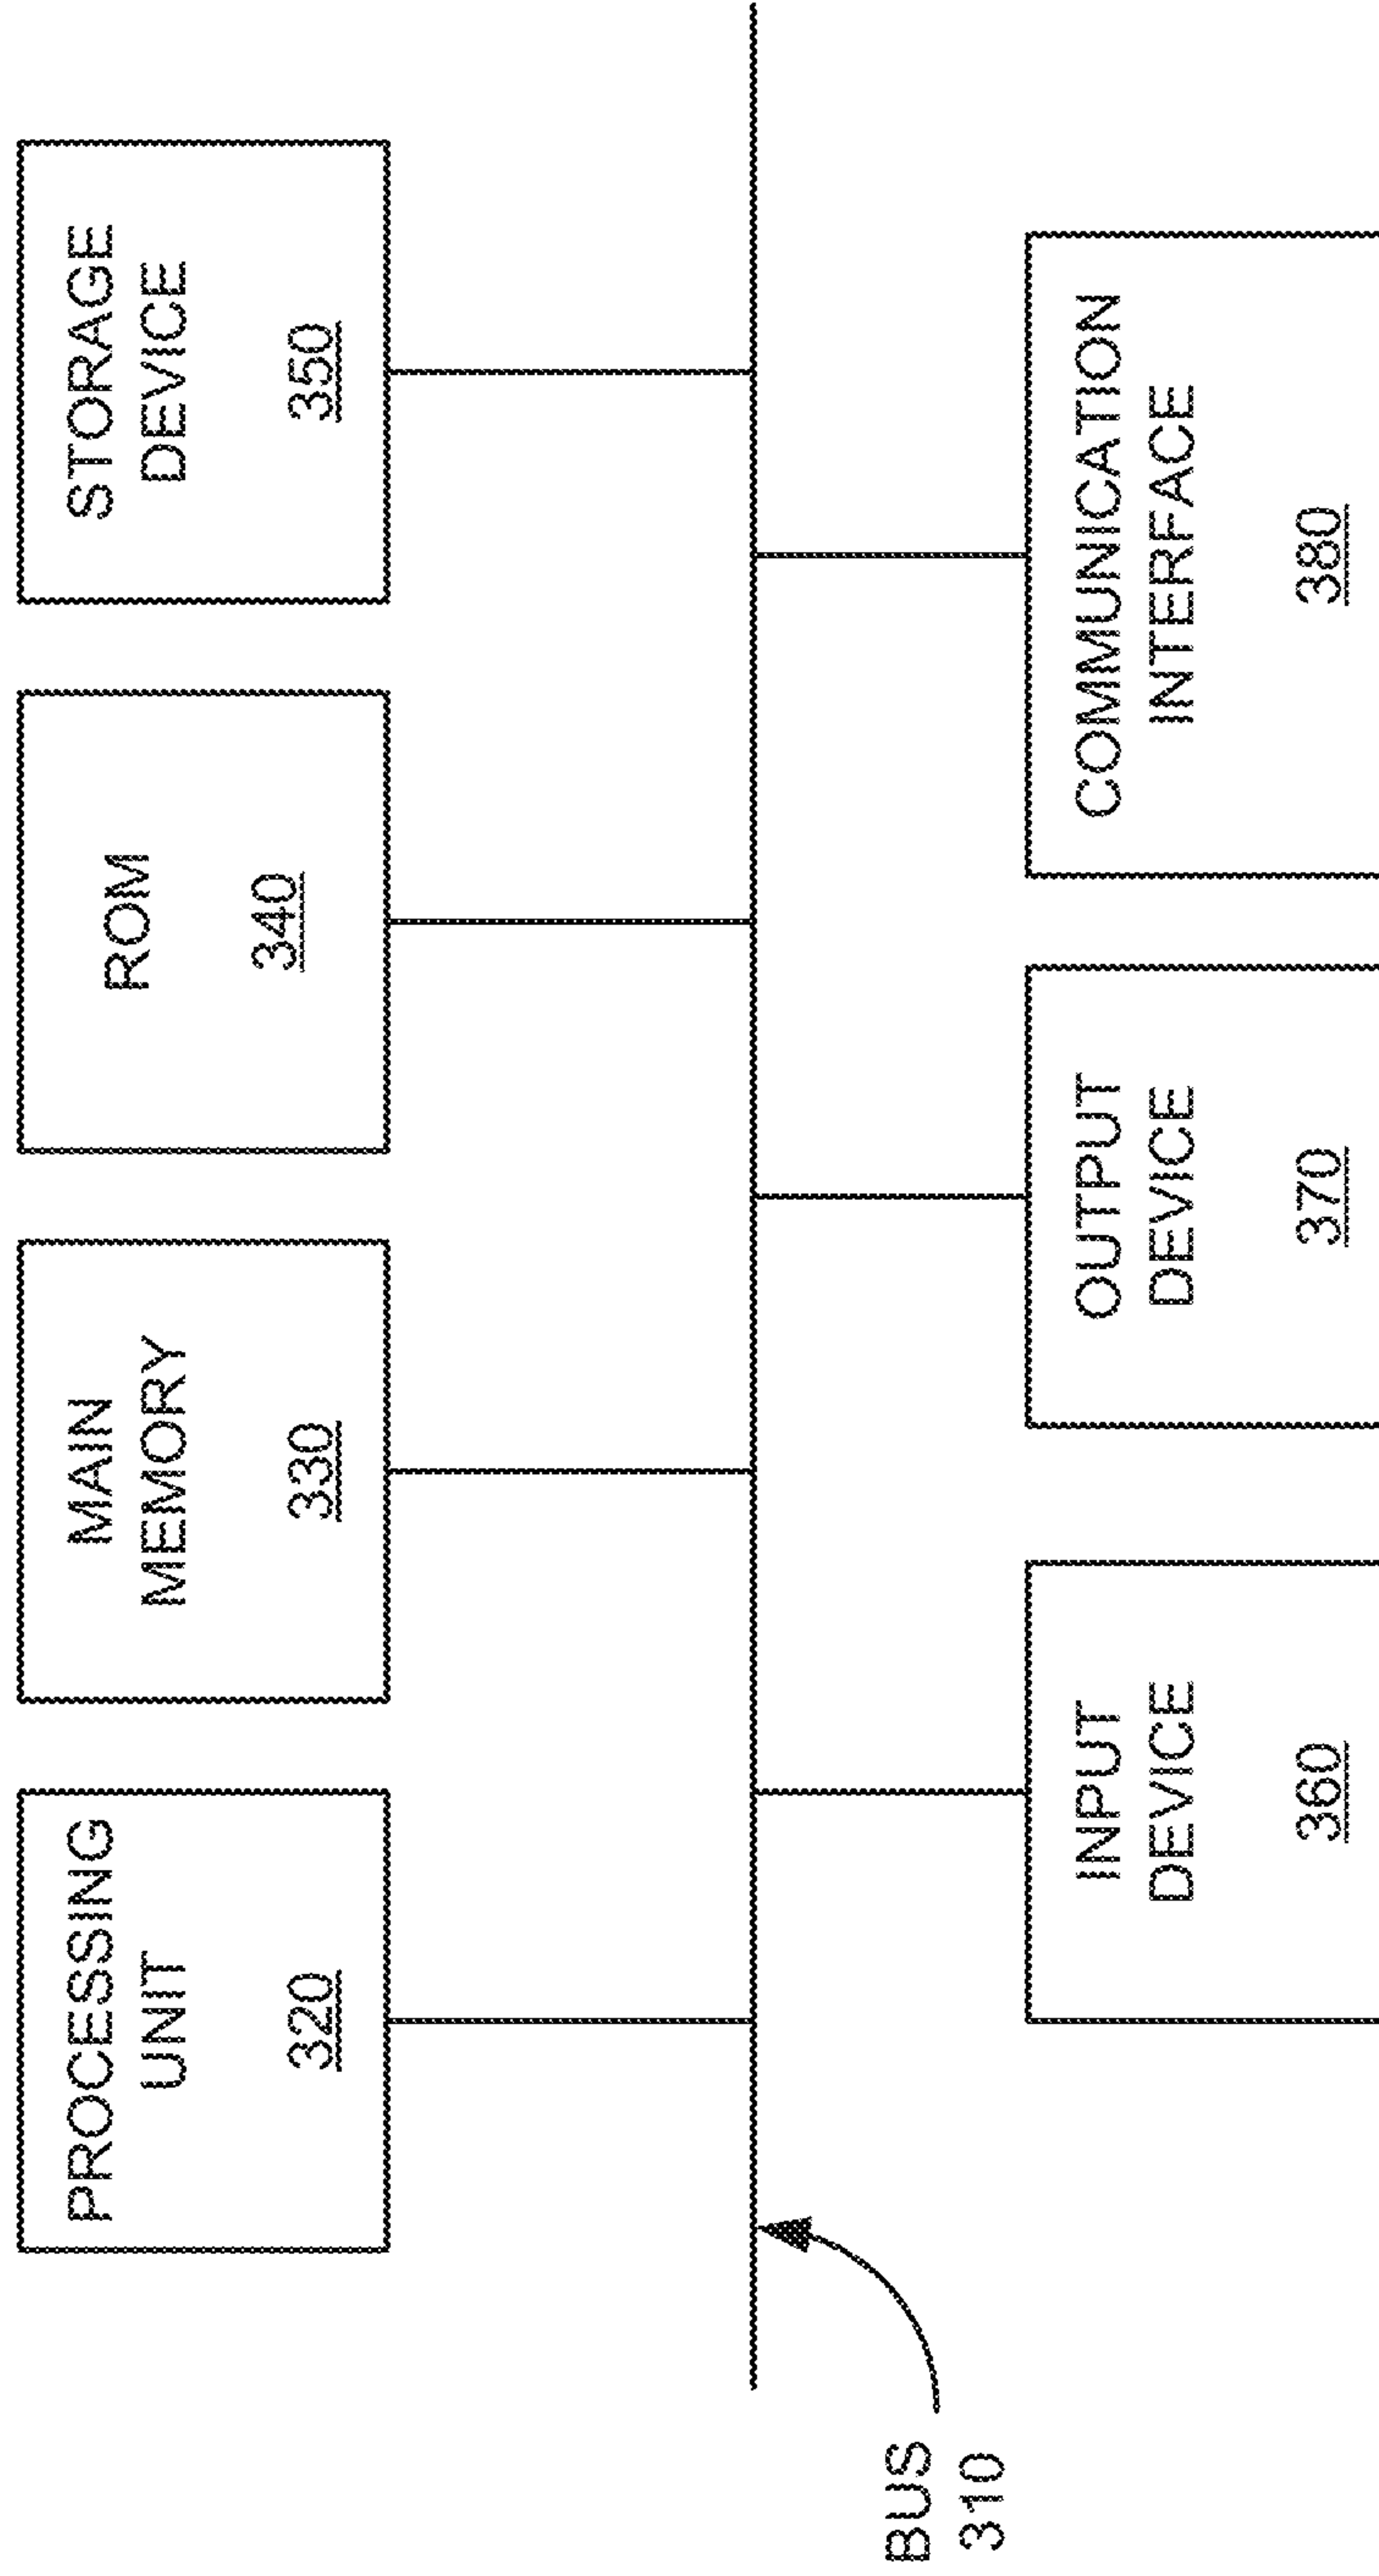 PROCESSING
UNIT
320
MAIN
MEMORY
330
ROM
340
STORAGE
DEVICE
350
BUS
310
INPUT
DEVICE
360
OUTPUT
DEVICE
370
COMMUNICATION
INTERFACE
380